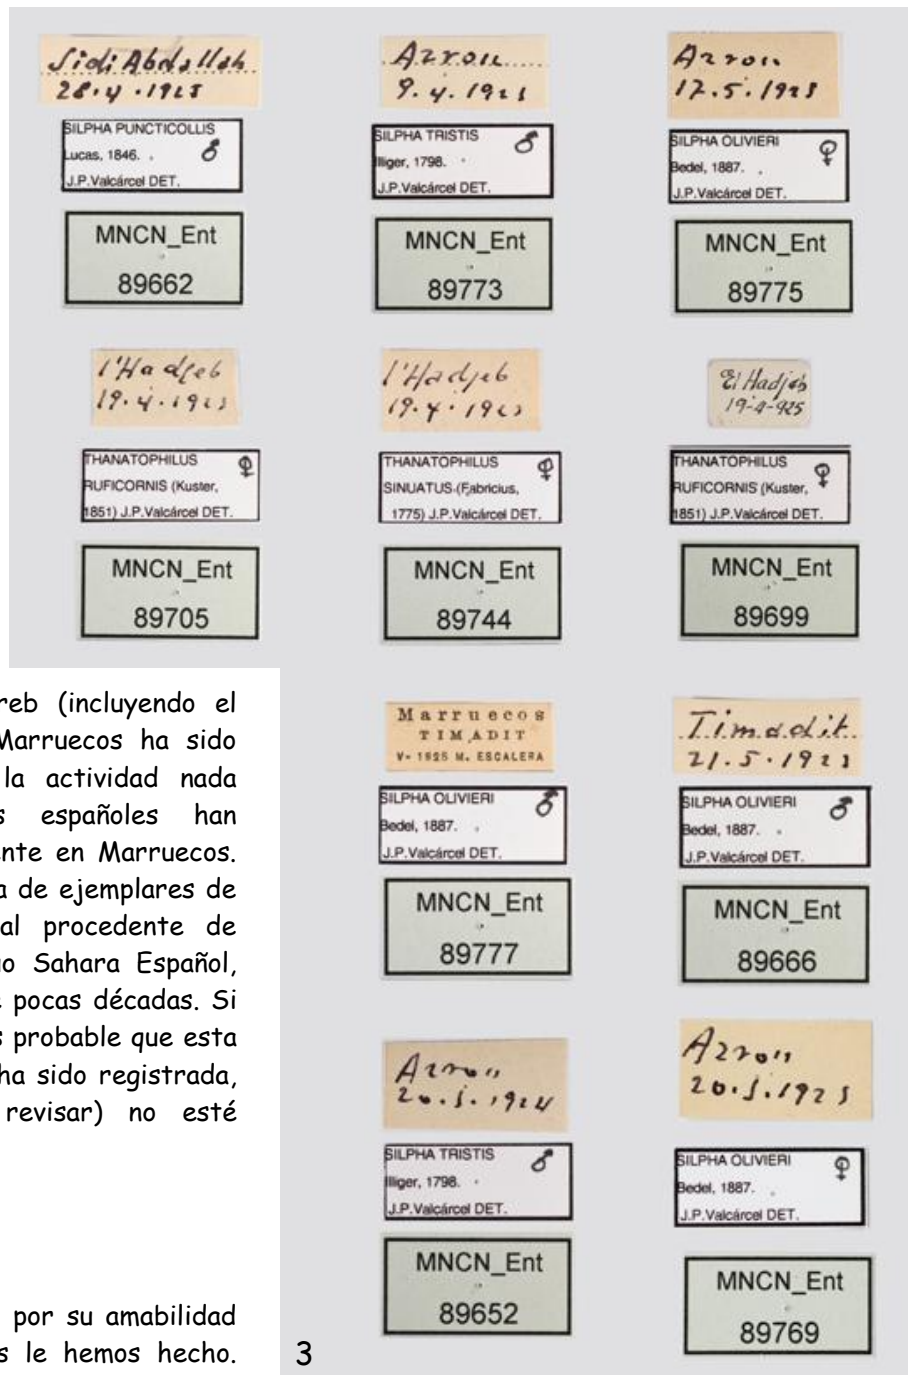 Sidi Abdallah
28.4.1925
SILPHA PUNCTICOLLIS ♂
Lucas, 1846.
J.P.Valcárcel DET.
MNCN_Ent
89662
Azrou
9.4.1925
SILPHA TRISTIS ♂
Illiger, 1798.
J.P.Valcárcel DET.
MNCN_Ent
89773
Azrou
17.5.1925
SILPHA OLIVIERI ♀
Bedel, 1887.
J.P.Valcárcel DET.
MNCN_Ent
89775
l'Hadjeb
19.4.1925
THANATOPHILUS ♀
RUFICORNIS (Kuster,
1851) J.P.Valcárcel DET.
MNCN_Ent
89705
l'Hadjeb
19.4.1925
THANATOPHILUS ♀
SINUATUS (Fabricius,
1775) J.P.Valcárcel DET.
MNCN_Ent
89744
El Hadjeb
19-4-925
THANATOPHILUS ♀
RUFICORNIS (Kuster,
1851) J.P.Valcárcel DET.
MNCN_Ent
89699
reb (incluyendo el
Marruecos ha sido
la actividad nada
s españoles han
ente en Marruecos.
a de ejemplares de
al procedente de
uo Sahara Español,
e pocas décadas. Si
s probable que esta
ha sido registrada,
revisar) no esté
por su amabilidad
s le hemos hecho.
Marruecos
TIMADIT
V-1925 M. ESCALERA
SILPHA OLIVIERI ♂
Bedel, 1887.
J.P.Valcárcel DET.
MNCN_Ent
89777
Timadit
21.5.1925
SILPHA OLIVIERI ♂
Bedel, 1887.
J.P.Valcárcel DET.
MNCN_Ent
89666
Azrou
20.5.1924
SILPHA TRISTIS ♂
Illiger, 1798.
J.P.Valcárcel DET.
MNCN_Ent
89652
Azrou
20.5.1925
SILPHA OLIVIERI ♀
Bedel, 1887.
J.P.Valcárcel DET.
MNCN_Ent
89769
3